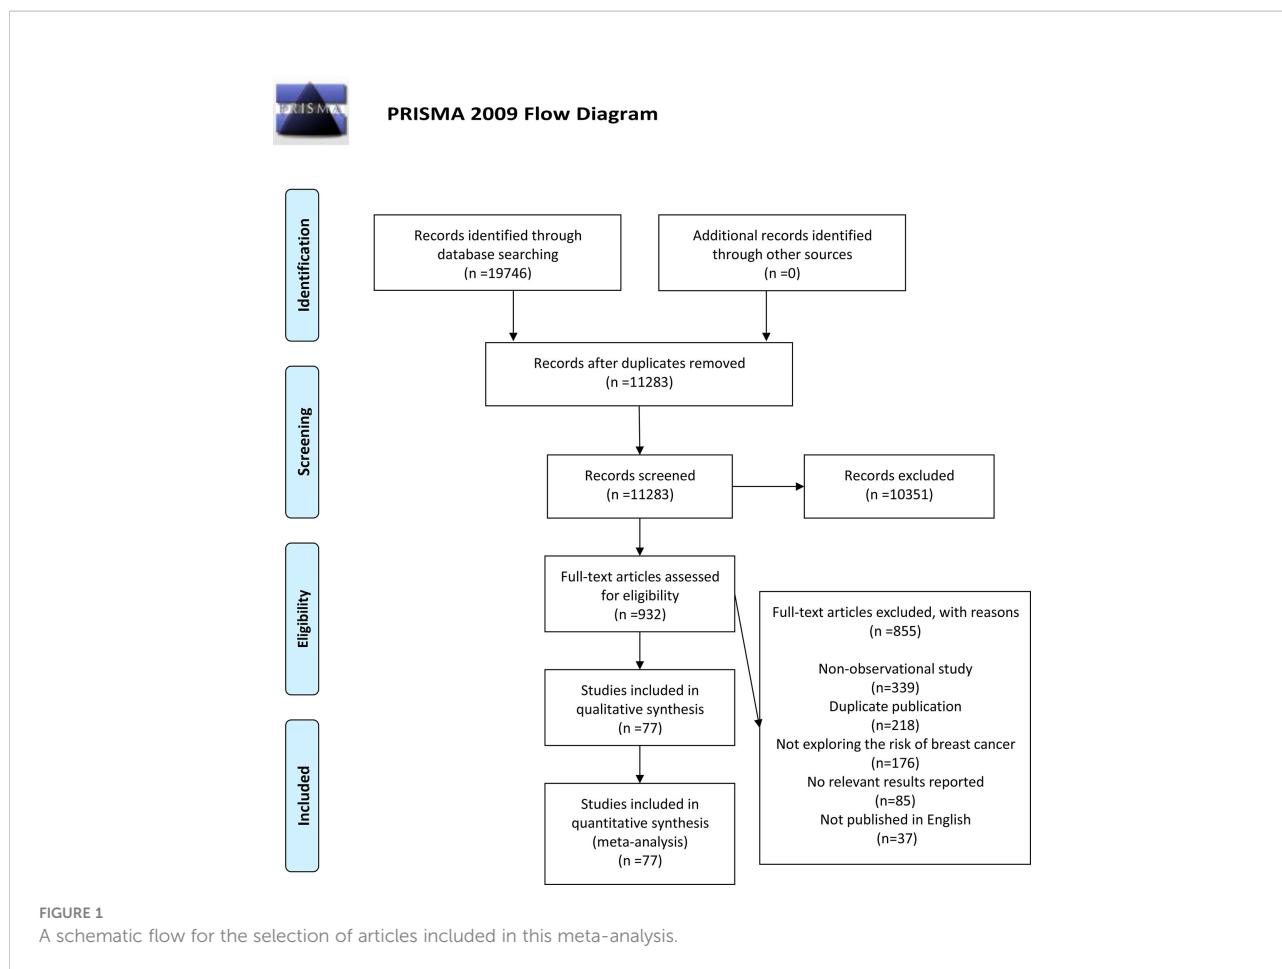 PRISMA
PRISMA 2009 Flow Diagram
Identification
Records identified through
database searching
(n =19746)
Additional records identified
through other sources
(n =0)
Records after duplicates removed
(n =11283)
Screening
Records screened
(n =11283)
Records excluded
(n =10351)
Eligibility
Full-text articles assessed
for eligibility
(n =932)
Full-text articles excluded, with reasons
(n =855)
Non-observational study
(n=339)
Duplicate publication
(n=218)
Not exploring the risk of breast cancer
(n=176)
No relevant results reported
(n=85)
Not published in English
(n=37)
Studies included in
qualitative synthesis
(n =77)
Included
Studies included in
quantitative synthesis
(meta-analysis)
(n =77)
FIGURE 1
A schematic flow for the selection of articles included in this meta-analysis.